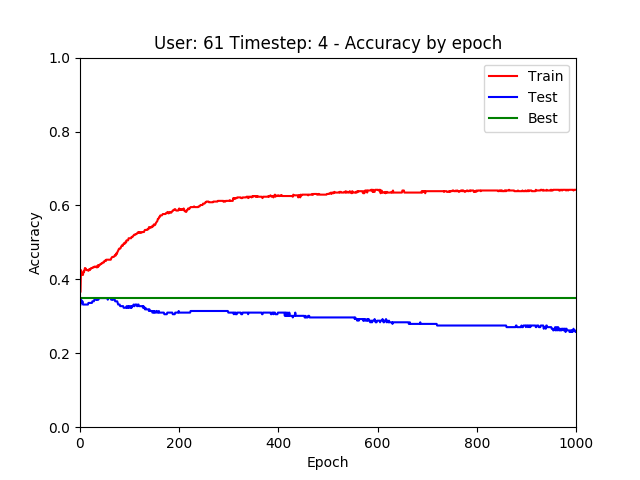 User: 61 Timestep: 4 - Accuracy by epoch
1.0
0.8
0.6
0.4
0.2
0.0
Accuracy
Train
Test
Best
0 200 400 600 800 1000
Epoch